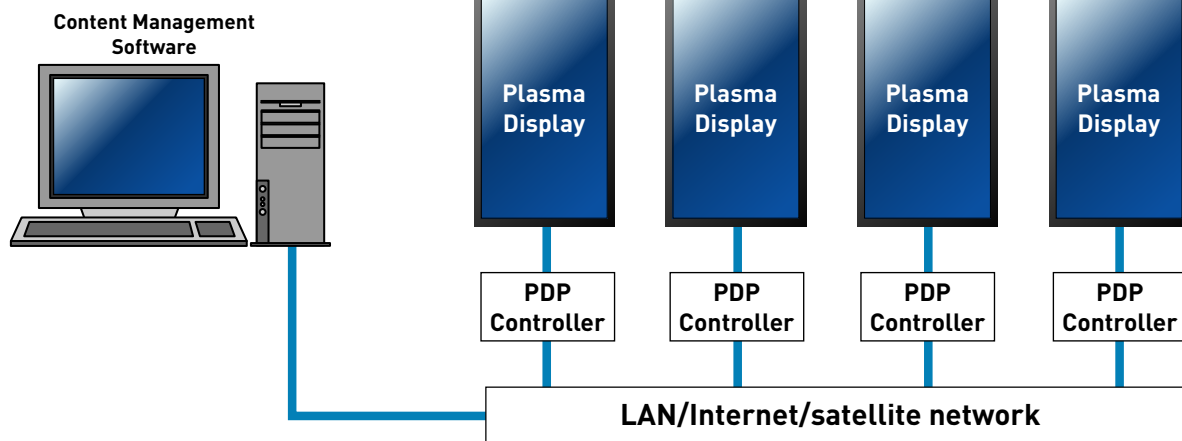 Content Management
Software
Plasma
Display
Plasma
Display
Plasma
Display
Plasma
Display
PDP
Controller
PDP
Controller
PDP
Controller
PDP
Controller
LAN/Internet/satellite network